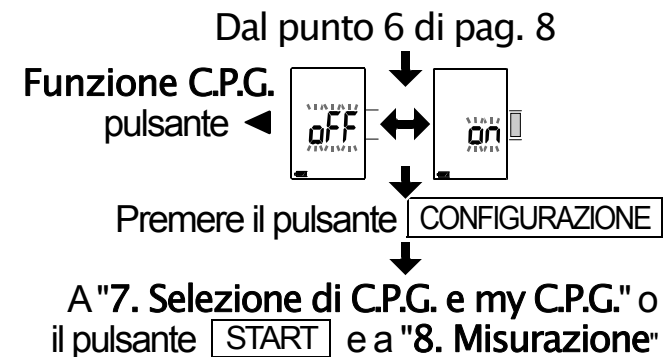 Dal punto 6 di pag. 8
Funzione C.P.G.
pulsante ◄ oFF on
Premere il pulsante CONFIGURAZIONE
A "7. Selezione di C.P.G. e my C.P.G." o
il pulsante START e a "8. Misurazione"